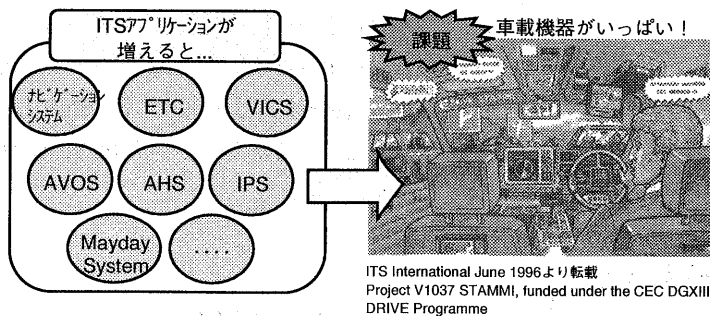 ITSアプリケーションが
増えると...
ナビゲーション
システム
ETC
VICS
AVOS
AHS
IPS
Mayday
System
....
課題
車載機器がいっぱい！
ITS International June 1996より転載
Project V1037 STAMMI, funded under the CEC DGXIII
DRIVE Programme